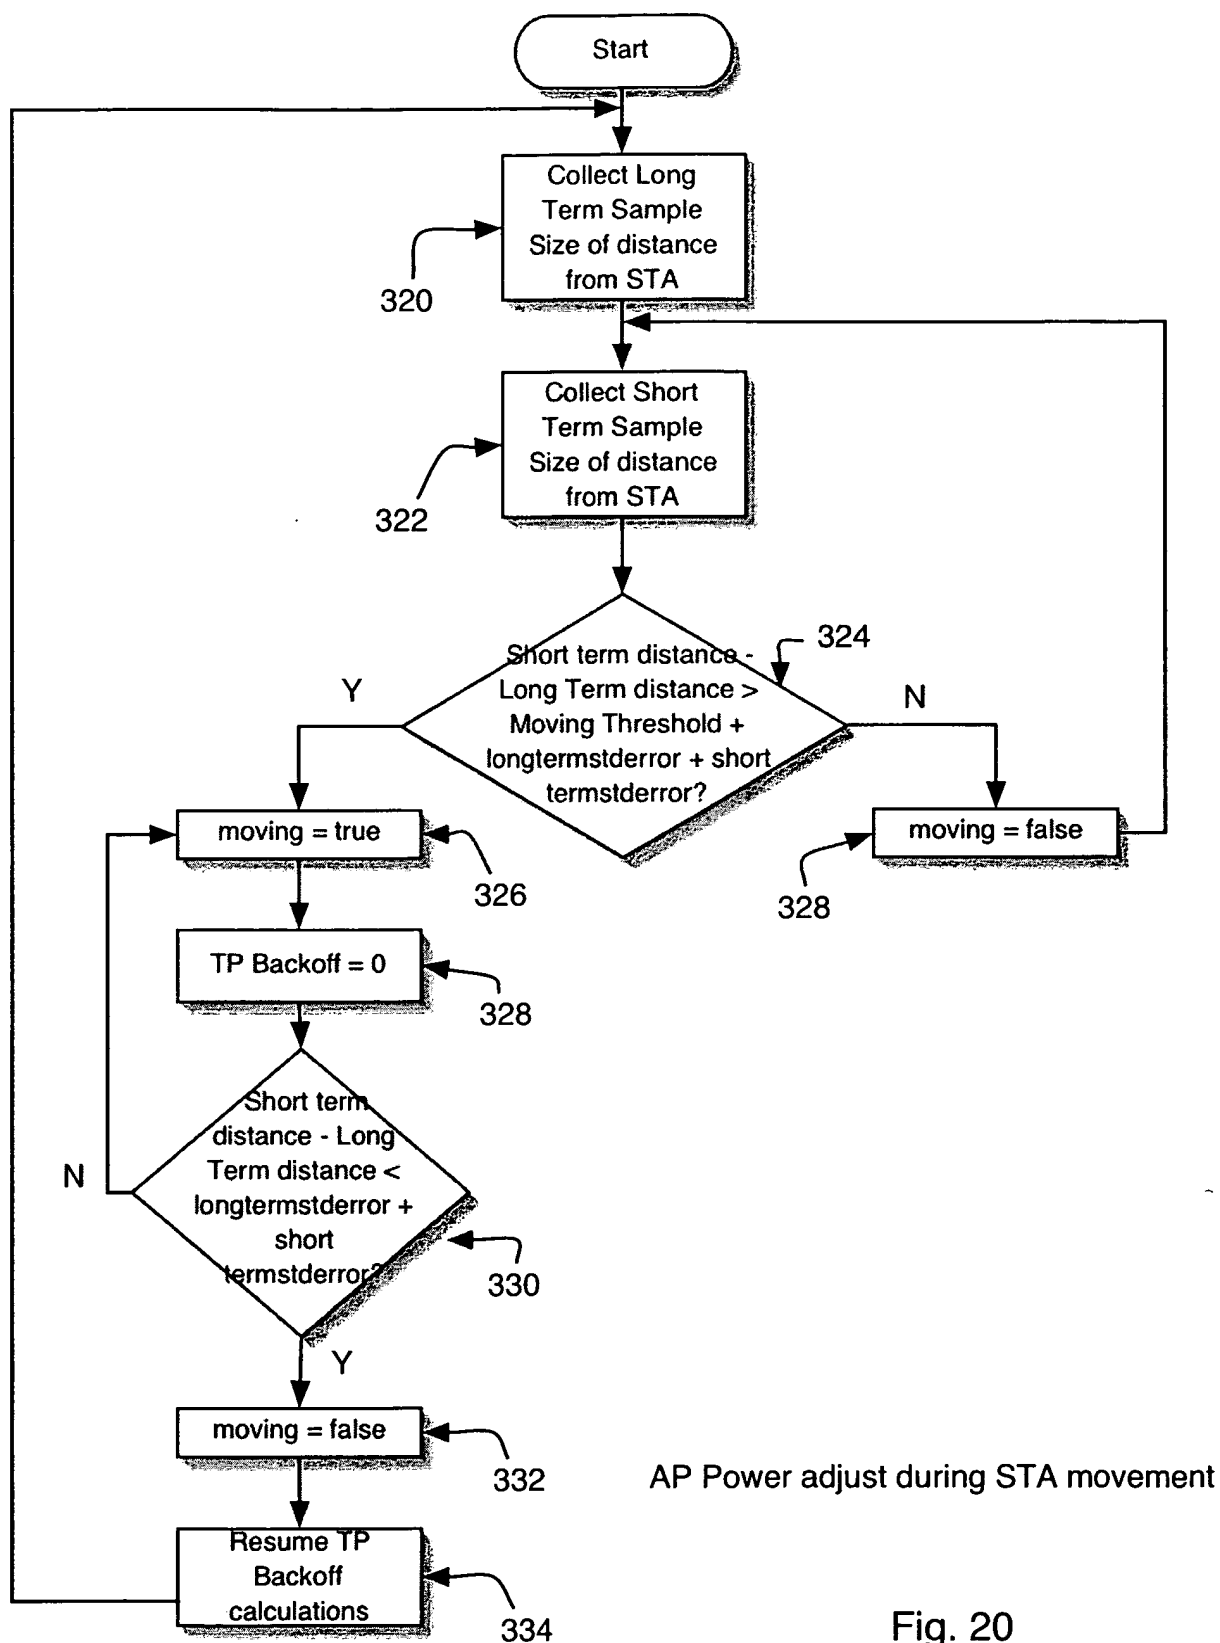 Start
Collect Long
Term Sample
Size of distance
from STA
320
Collect Short
Term Sample
Size of distance
from STA
322
324
Short term distance -
Long Term distance >
Moving Threshold +
longtermstderror + short
termstderror?
Y
N
moving = true
326
moving = false
328
TP Backoff = 0
328
Short term
distance - Long
Term distance <
longtermstderror +
short
termstderror?
N
330
Y
moving = false
332
AP Power adjust during STA movement
Resume TP
Backoff
calculations
334
Fig. 20